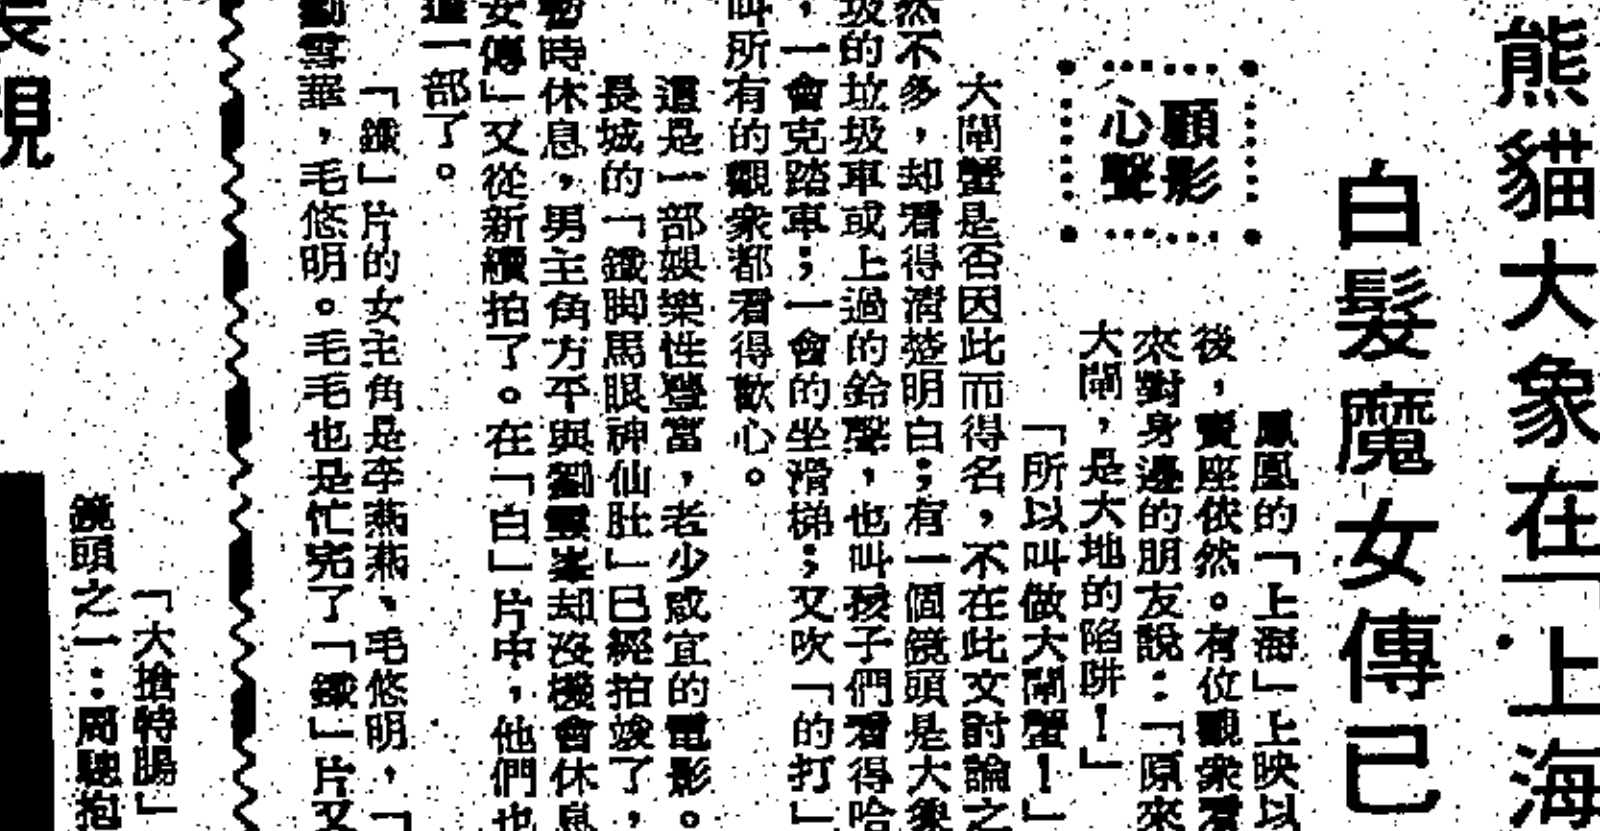 熊貓大象在「上海
白髮魔女傳已
顧影
心聲
鳳凰的「上海」上映以
後，賣座依然。有位觀衆看
來對身邊的朋友說：「原來
大閘，是大地的陷阱！」
「所以叫做大閘蟹！」
大閘蟹是否因此而得名，不在此文討論之
然不多，却看得清楚明白；有一個鏡頭是大象
圾的垃圾車或上過的鈴聲，也叫孩子們看得哈
，一會克踏車；一會的坐滑梯；又吹「的打」
叫所有的觀衆都看得歡心。
這是一部娛樂性豐富，老少咸宜的電影。
長城的「鐵脚馬眼神仙肚」已經拍竣了，
時休息，男主角方平與劉靈峯却沒機會休息
女傳」又從新續拍了。在「白」片中，他們也
這一部了。
「鐵」片的女主角是李燕燕、毛悠明，「
劉雪華，毛悠明。毛毛也是忙完了「鐵」片又
「大搶特腸」
鏡頭之一：周聰抱